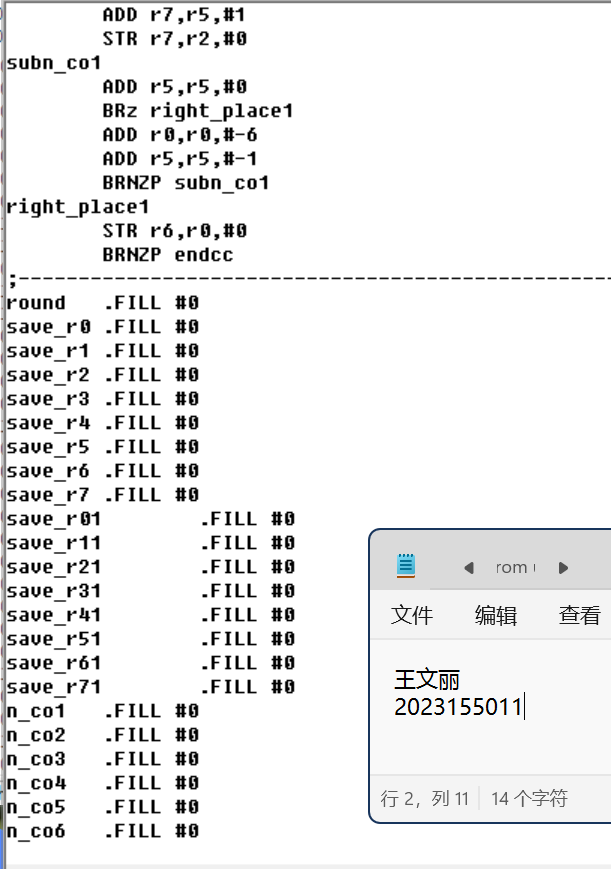 ADD r7,r5,#1
STR r7,r2,#0
subn_co1
ADD r5,r5,#0
BRz right_place1
ADD r0,r0,#-6
ADD r5,r5,#-1
BRNZP subn_co1
right_place1
STR r6,r0,#0
BRNZP endcc
;--------------------------------------------------
round .FILL #0
save_r0 .FILL #0
save_r1 .FILL #0
save_r2 .FILL #0
save_r3 .FILL #0
save_r4 .FILL #0
save_r5 .FILL #0
save_r6 .FILL #0
save_r7 .FILL #0
save_r01 .FILL #0
save_r11 .FILL #0
save_r21 .FILL #0
save_r31 .FILL #0
save_r41 .FILL #0
save_r51 .FILL #0
save_r61 .FILL #0
save_r71 .FILL #0
n_co1 .FILL #0
n_co2 .FILL #0
n_co3 .FILL #0
n_co4 .FILL #0
n_co5 .FILL #0
n_co6 .FILL #0
rom
文件 编辑 查看
王文丽
2023155011
行 2，列 11 14 个字符